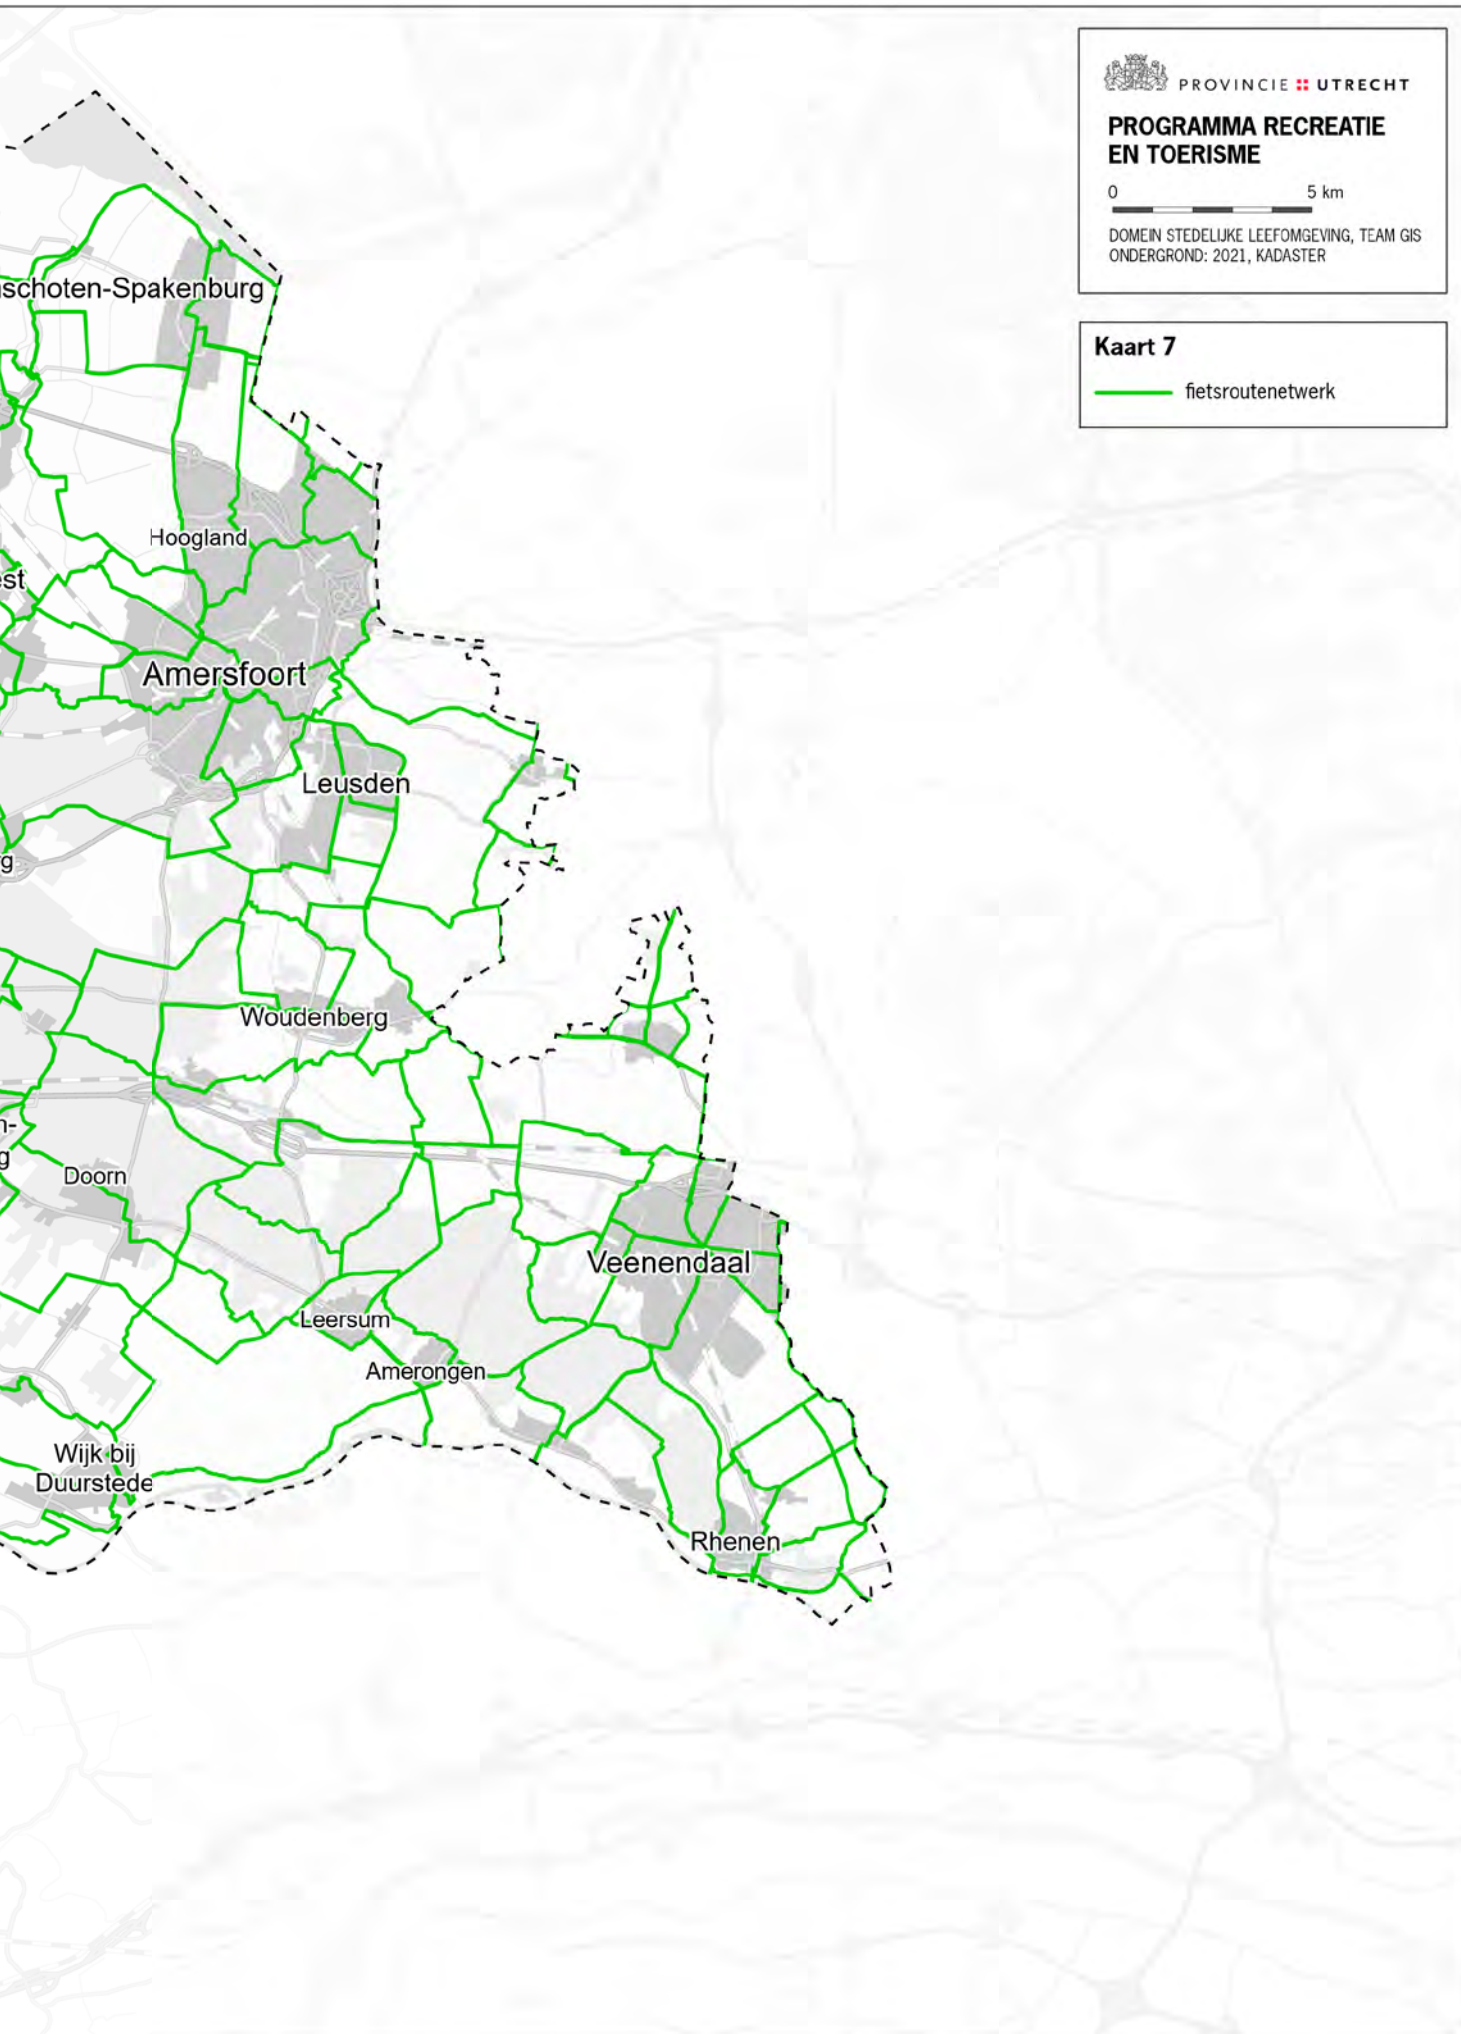 PROVINCIE UTRECHT
PROGRAMMA RECREATIE
EN TOERISME
0 5 km
DOMEIN STEDELIJKE LEEFOMGEVING, TEAM GIS
ONDERGROND: 2021, KADASTER
Kaart 7
fietsroutenetwerk
schoten-Spakenburg
Hoogland
est
Amersfoort
Leusden
rg
Woudenberg
n-
g
Doorn
Veenendaal
Leersum
Amerongen
Wijk bij
Duurstede
Rhenen